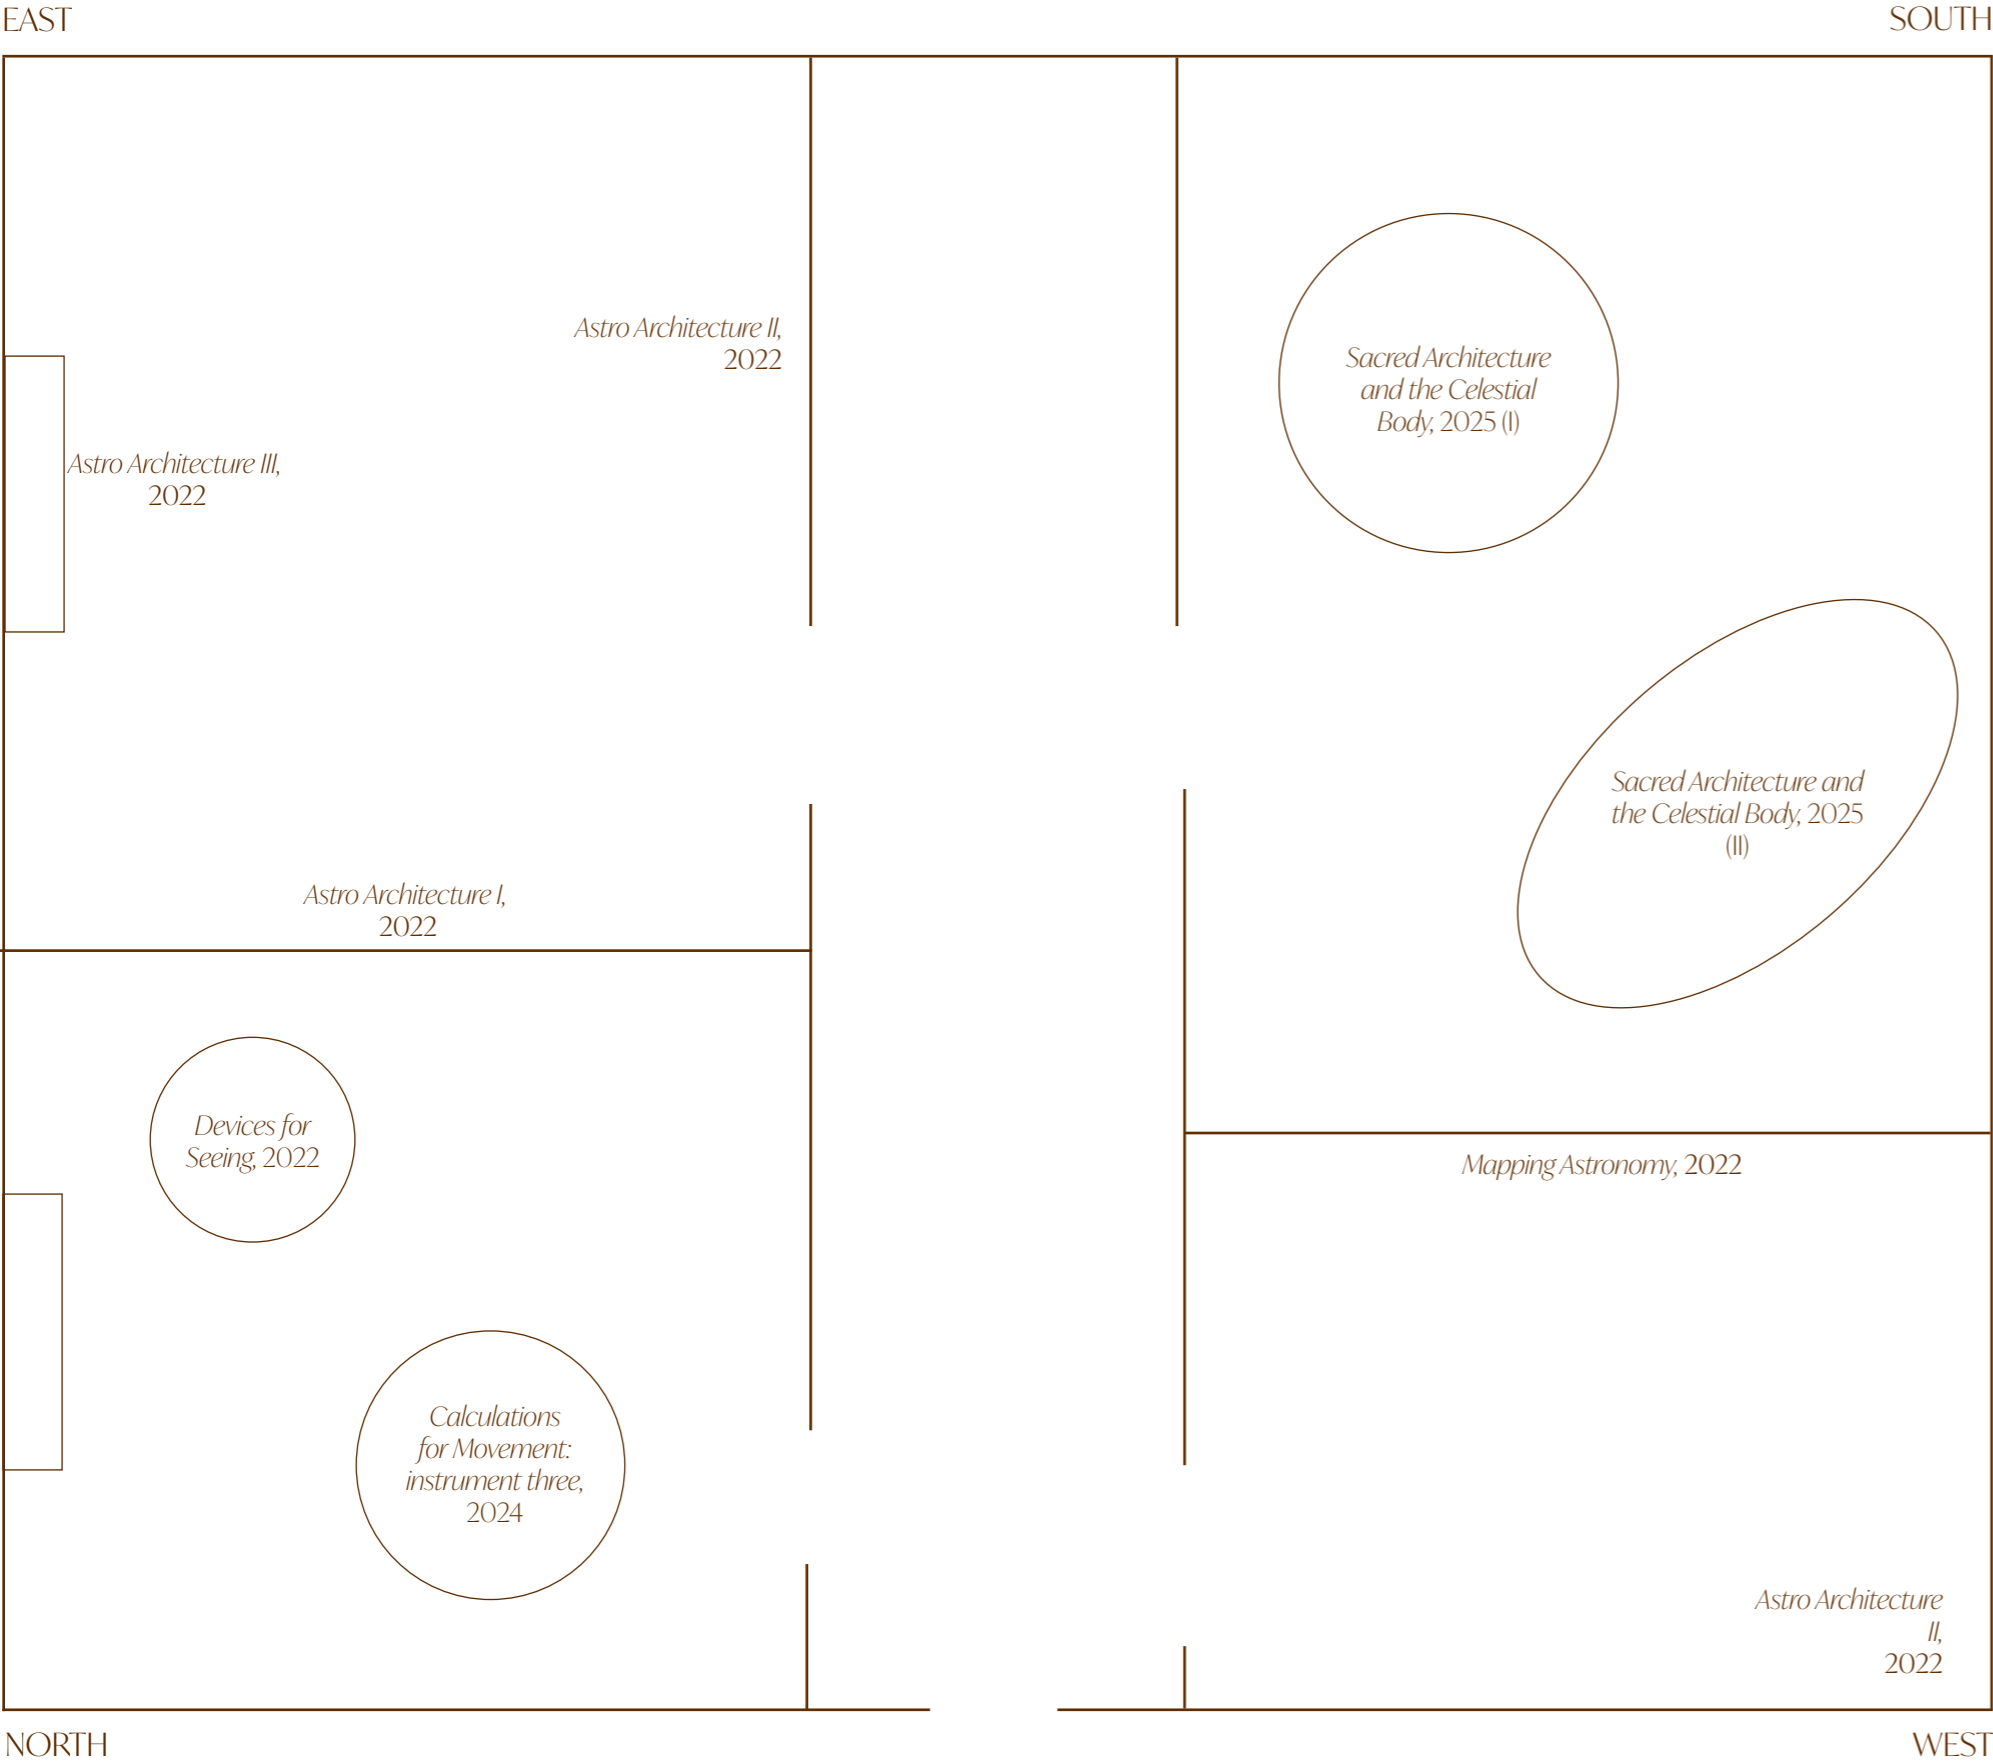 EAST
SOUTH
Astro Architecture II,
2022
Sacred Architecture
and the Celestial
Body, 2025 (I)
Astro Architecture III,
2022
Sacred Architecture and
the Celestial Body, 2025
(II)
Astro Architecture I,
2022
Devices for
Seeing, 2022
Mapping Astronomy, 2022
Calculations
for Movement:
instrument three,
2024
Astro Architecture
II,
2022
NORTH
WEST